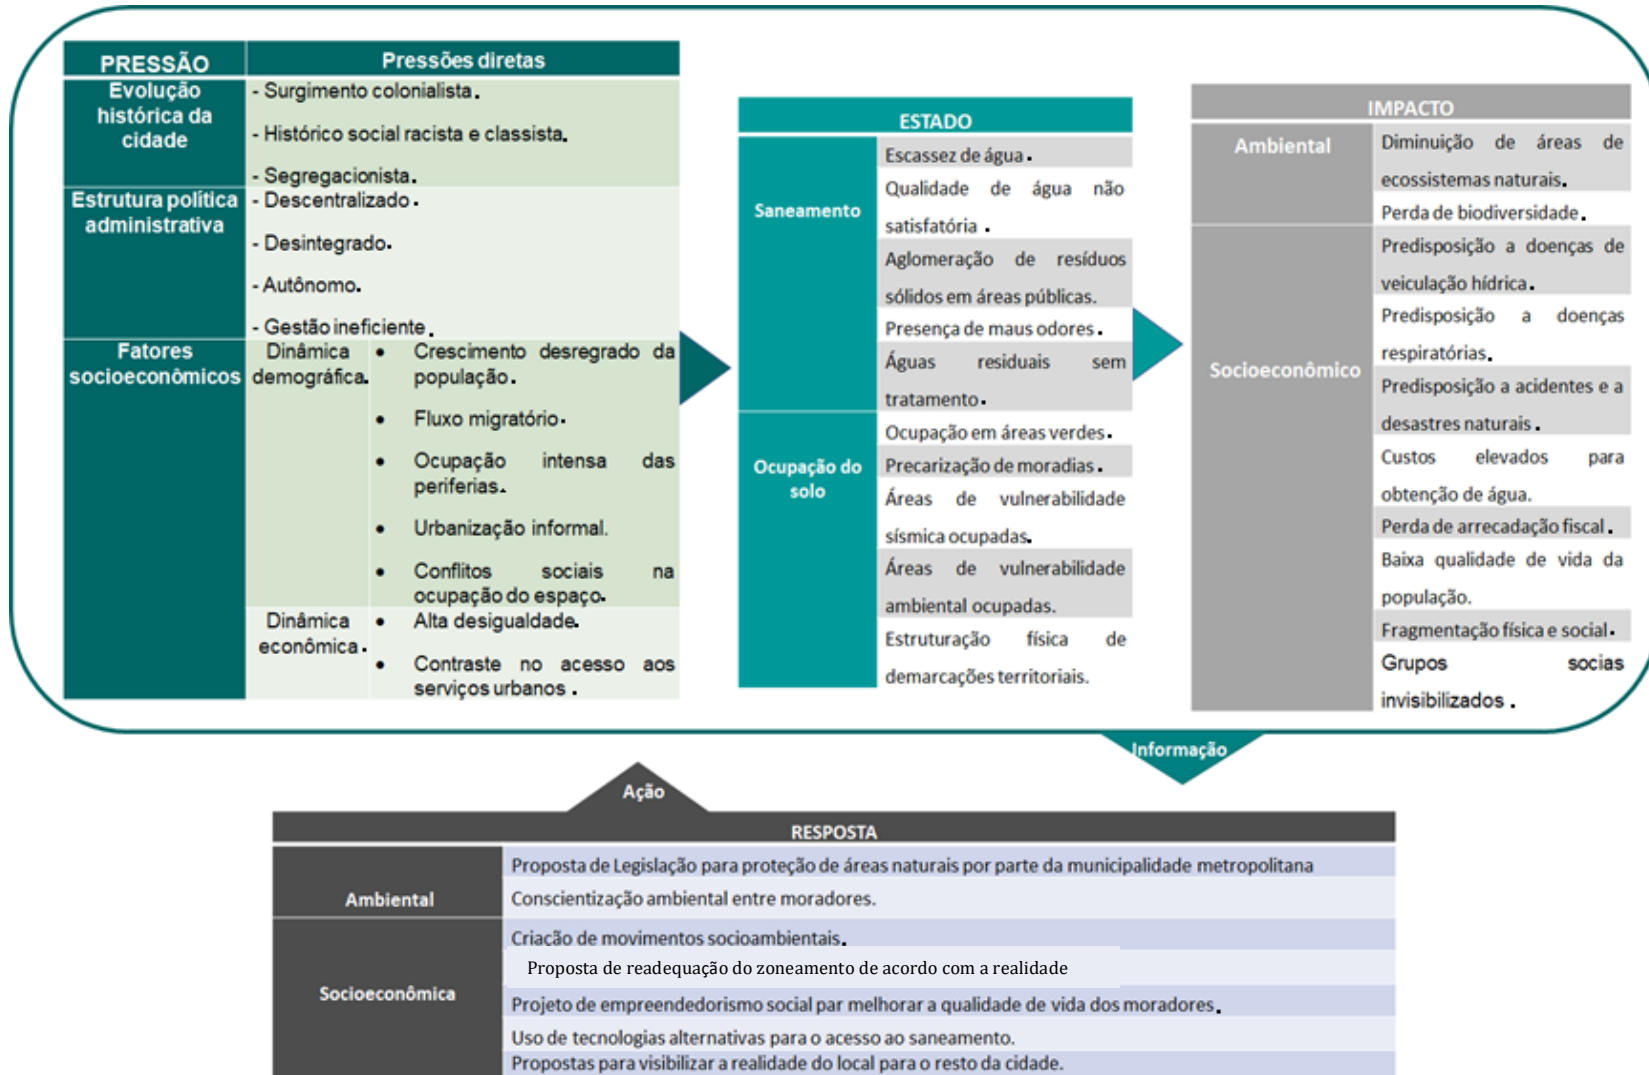 PRESSÃO
Pressões diretas
Evolução
histórica da
cidade
- Surgimento colonialista.
- Histórico social racista e classista.
- Segregacionista.
Estrutura política
administrativa
- Descentralizado.
- Desintegrado.
- Autônomo.
- Gestão ineficiente.
Fatores
socioeconômicos
Dinâmica
demográfica.
• Crescimento desregrado da
população.
• Fluxo migratório.
• Ocupação intensa das
periferias.
• Urbanização informal.
• Conflitos sociais na
ocupação do espaço.
Dinâmica
econômica.
• Alta desigualdade.
• Contraste no acesso aos
serviços urbanos .
ESTADO
Saneamento
Escassez de água.
Qualidade de água não
satisfatória .
Aglomeração de resíduos
sólidos em áreas públicas.
Presença de maus odores.
Águas residuais sem
tratamento.
Ocupação do
solo
Ocupação em áreas verdes.
Precarização de moradias.
Áreas de vulnerabilidade
sísmica ocupadas.
Áreas de vulnerabilidade
ambiental ocupadas.
Estruturação física de
demarcações territoriais.
IMPACTO
Ambiental
Diminuição de áreas de
ecossistemas naturais.
Perda de biodiversidade.
Socioeconômico
Predisposição a doenças de
veiculação hídrica.
Predisposição a doenças
respiratórias.
Predisposição a acidentes e a
desastres naturais.
Custos elevados para
obtenção de água.
Perda de arrecadação fiscal.
Baixa qualidade de vida da
população.
Fragmentação física e social.
Grupos socias
invisibilizados .
Informação
Ação
RESPOSTA
Ambiental
Proposta de Legislação para proteção de áreas naturais por parte da municipalidade metropolitana
Conscientização ambiental entre moradores.
Socioeconômica
Criação de movimentos socioambientais.
Proposta de readequação do zoneamento de acordo com a realidade
Projeto de empreendedorismo social par melhorar a qualidade de vida dos moradores.
Uso de tecnologias alternativas para o acesso ao saneamento.
Propostas para visibilizar a realidade do local para o resto da cidade.